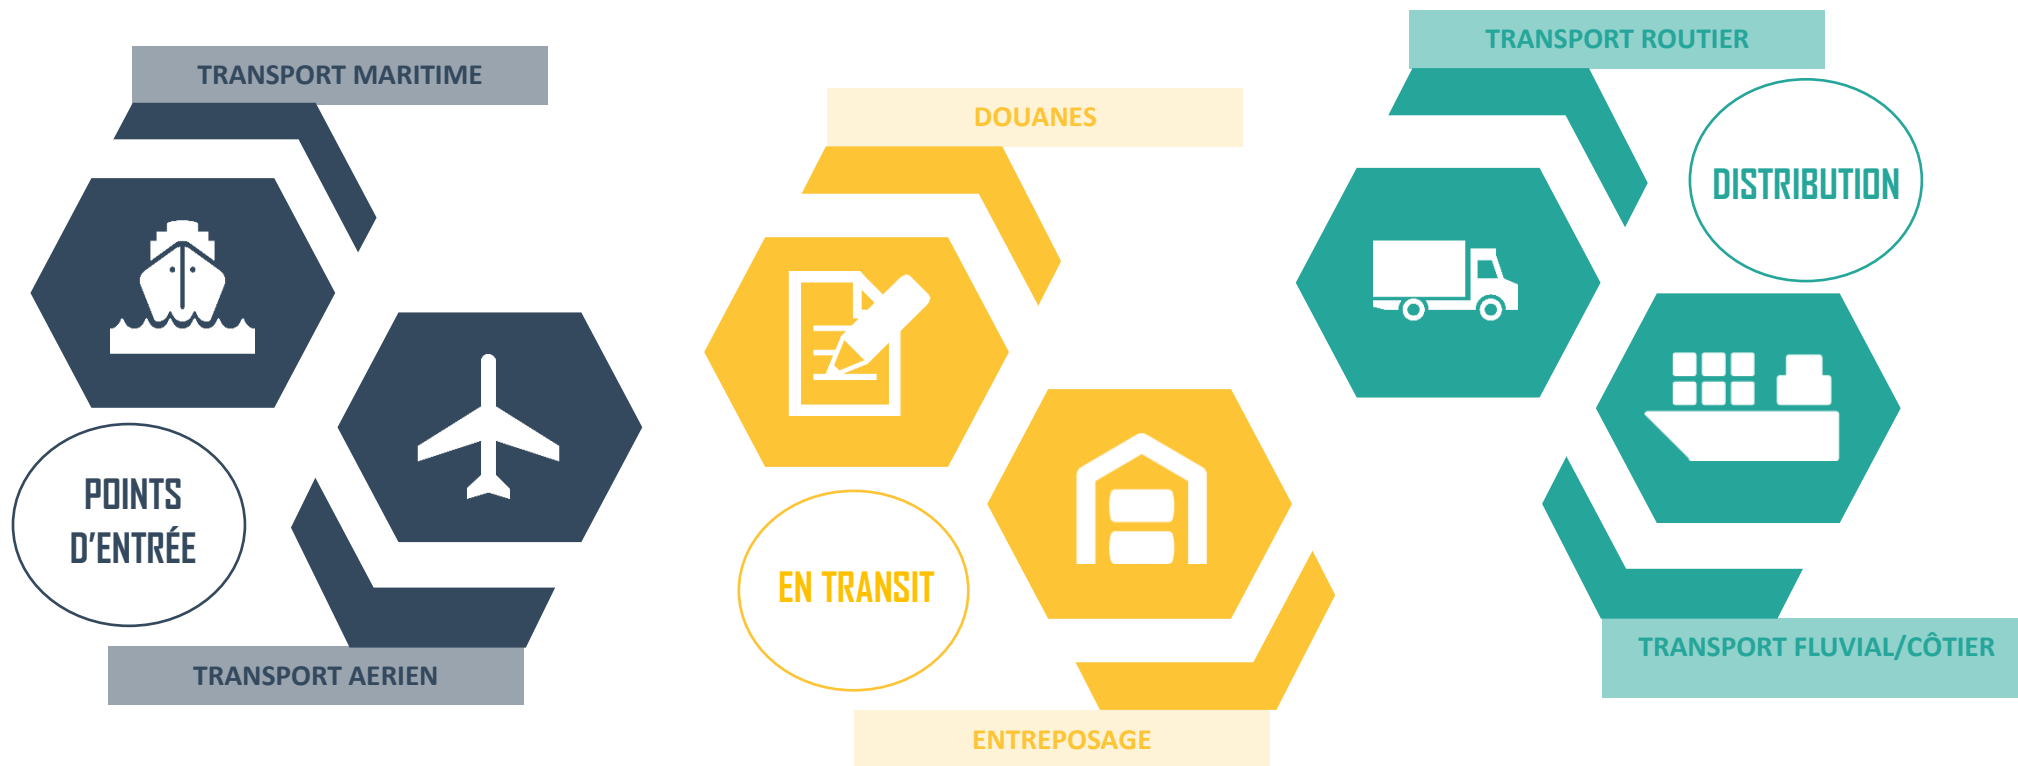 TRANSPORT MARITIME
POINTS
D'ENTRÉE
TRANSPORT AERIEN
DOUANES
EN TRANSIT
ENTREPOSAGE
TRANSPORT ROUTIER
DISTRIBUTION
TRANSPORT FLUVIAL/CÔTIER